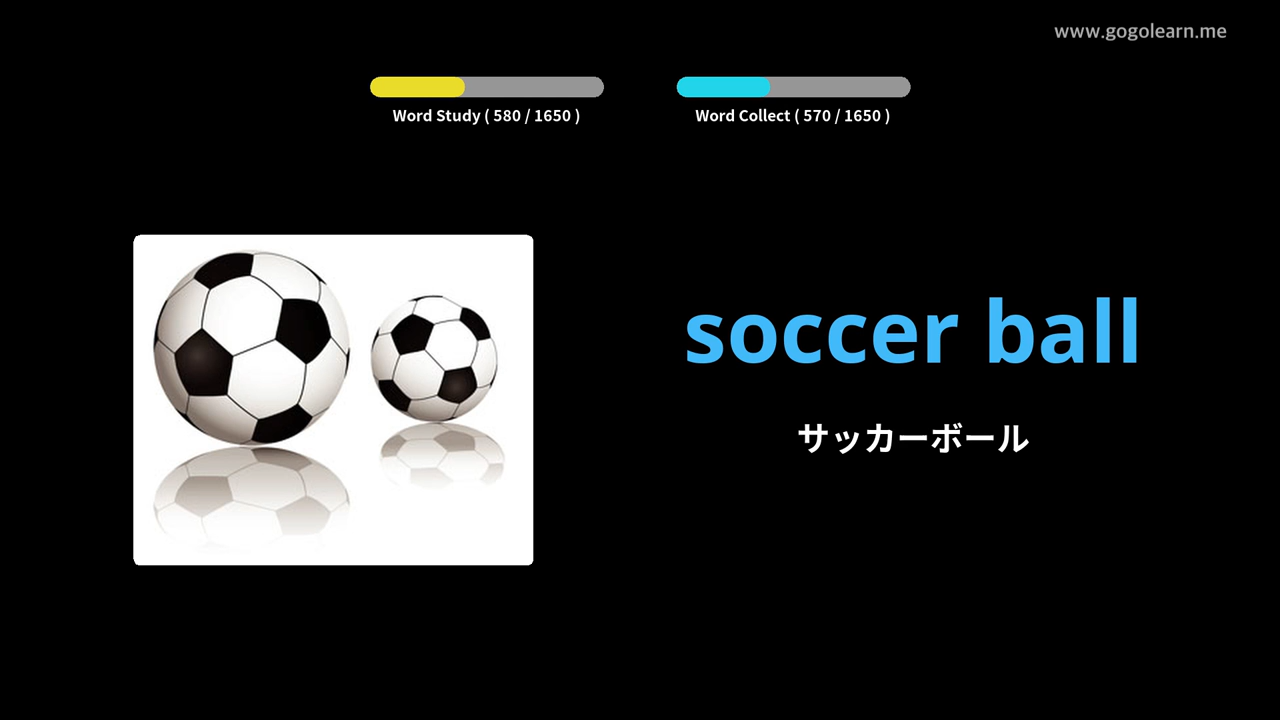 www.gogolearn.me
Word Study ( 580 / 1650 )
Word Collect ( 570 / 1650 )
soccer ball
サッカーボール